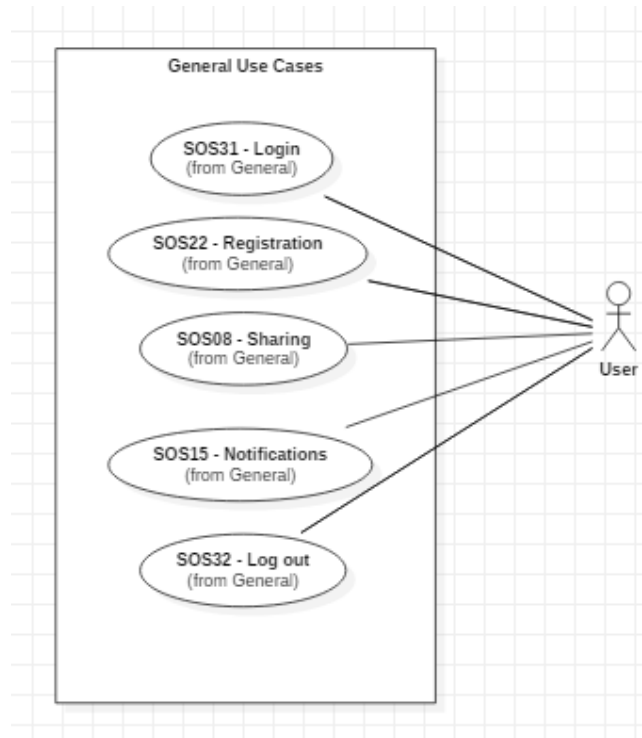 General Use Cases
SOS31 - Login
(from General)
SOS22 - Registration
(from General)
SOS08 - Sharing
(from General)
User
SOS15 - Notifications
(from General)
SOS32 - Log out
(from General)